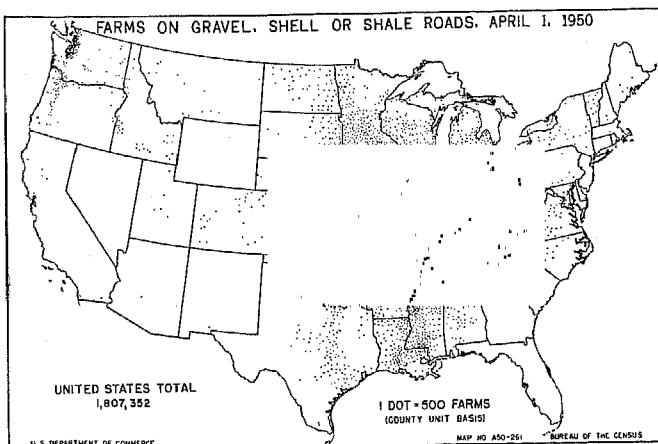 FARMS ON GRAVEL, SHELL OR SHALE ROADS, APRIL 1, 1950
UNITED STATES TOTAL
1,807,352
1 DOT = 500 FARMS
(COUNTY UNIT BASIS)
U.S. DEPARTMENT OF COMMERCE
MAP NO A50-261
BUREAU OF THE CENSUS